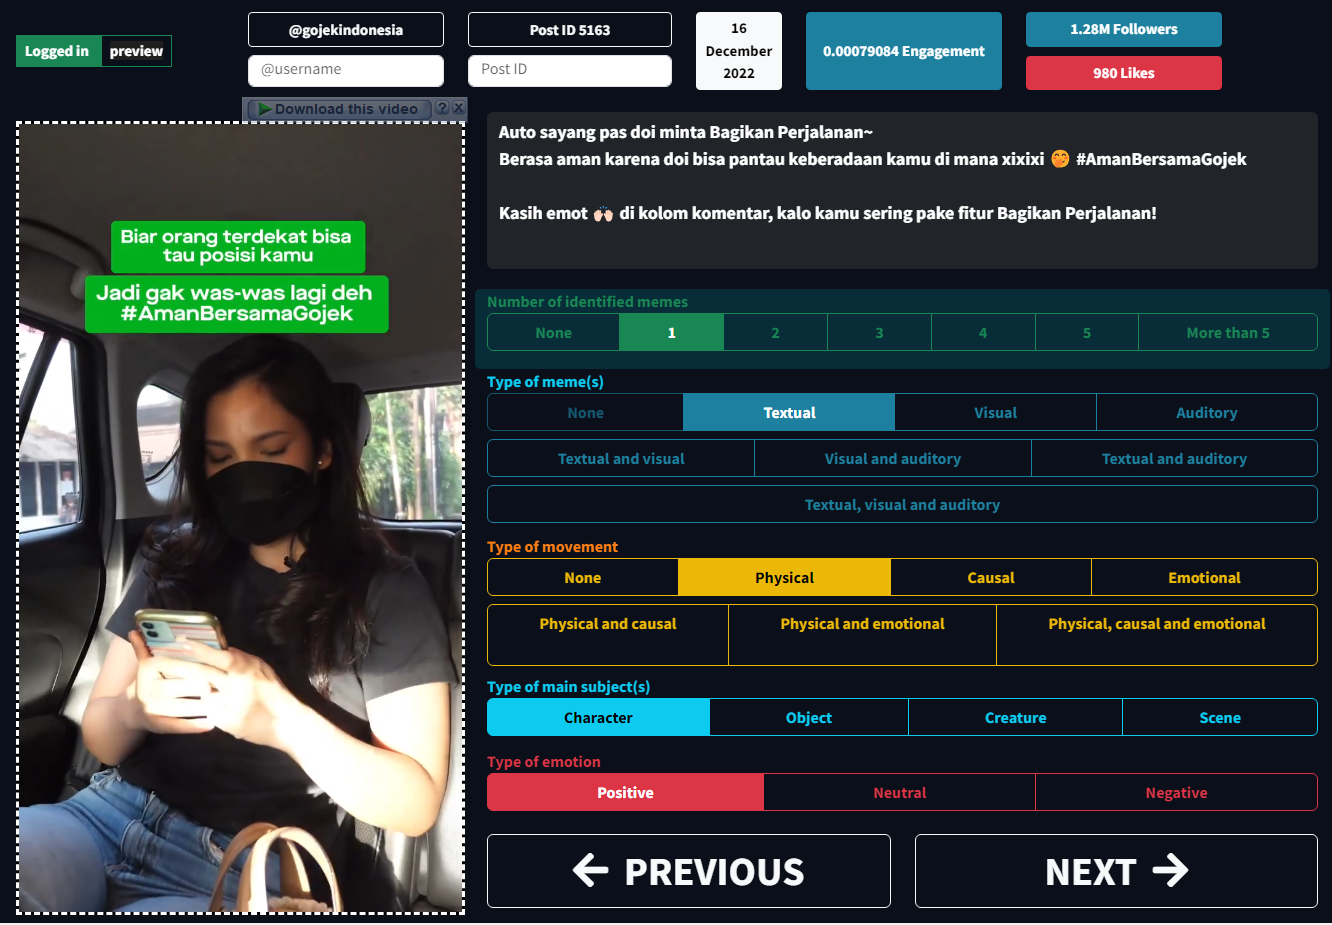 Logged in preview
@gojekindonesia
@username
Post ID 5163
Post ID
16
December
2022
0.00079084 Engagement
1.28M Followers
980 Likes
Download this video ? X
Biar orang terdekat bisa
tau posisi kamu
Jadi gak was-was lagi deh
#AmanBersamaGojek
Auto sayang pas doi minta Bagikan Perjalanan~
Berasa aman karena doi bisa pantau keberadaan kamu di mana xixixi 🤭 #AmanBersamaGojek
Kasih emot 🙌🏻 di kolom komentar, kalo kamu sering pake fitur Bagikan Perjalanan!
Number of identified memes
None 1 2 3 4 5 More than 5
Type of meme(s)
None Textual Visual Auditory
Textual and visual Visual and auditory Textual and auditory
Textual, visual and auditory
Type of movement
None Physical Causal Emotional
Physical and causal Physical and emotional Physical, causal and emotional
Type of main subject(s)
Character Object Creature Scene
Type of emotion
Positive Neutral Negative
← PREVIOUS NEXT →